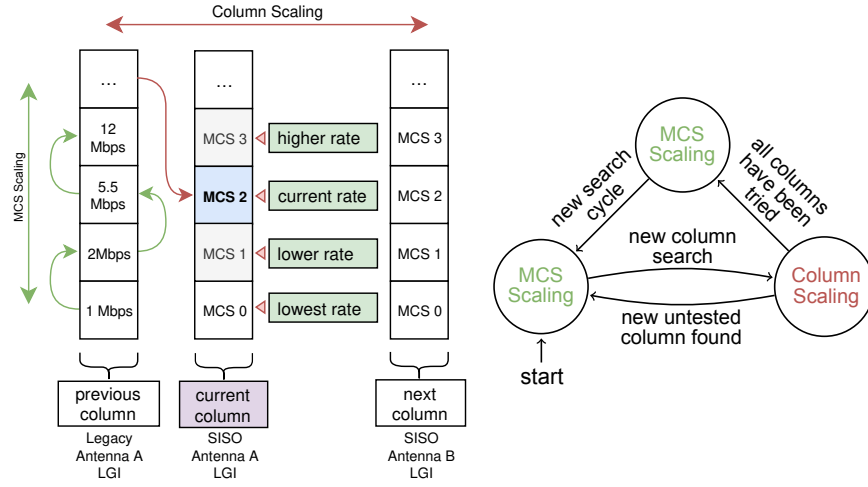 Column Scaling
MCS Scaling
...
12
Mbps
5.5
Mbps
2Mbps
1 Mbps
...
MCS 3
MCS 2
MCS 1
MCS 0
higher rate
current rate
lower rate
lowest rate
...
MCS 3
MCS 2
MCS 1
MCS 0
previous
column
Legacy
Antenna A
LGI
current
column
SISO
Antenna A
LGI
next
column
SISO
Antenna B
LGI
MCS
Scaling
new search
cycle
all columns
have been
tried
new column
search
MCS
Scaling
Column
Scaling
new untested
column found
start